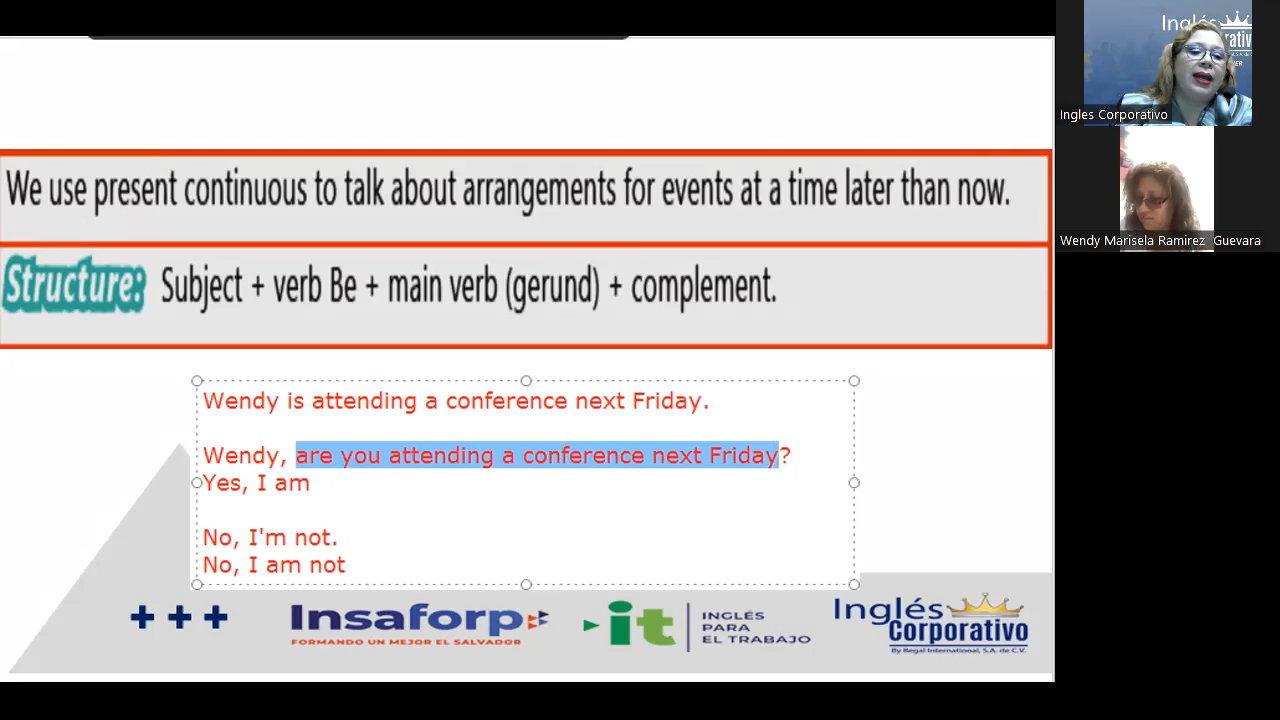 We use present continuous to talk about arrangements for events at a time later than now.
Structure: Subject + verb Be + main verb (gerund) + complement.
Wendy is attending a conference next Friday.
Wendy, are you attending a conference next Friday?
Yes, I am
No, I'm not.
No, I am not
Insaforp
FORMANDO UN MEJOR EL SALVADOR
it
INGLÉS
PARA
EL TRABAJO
Inglés
Corporativo
By Regal International, S.A. de C.V.
Inglés
Ingles Corporativo
Wendy Marisela Ramirez Guevara